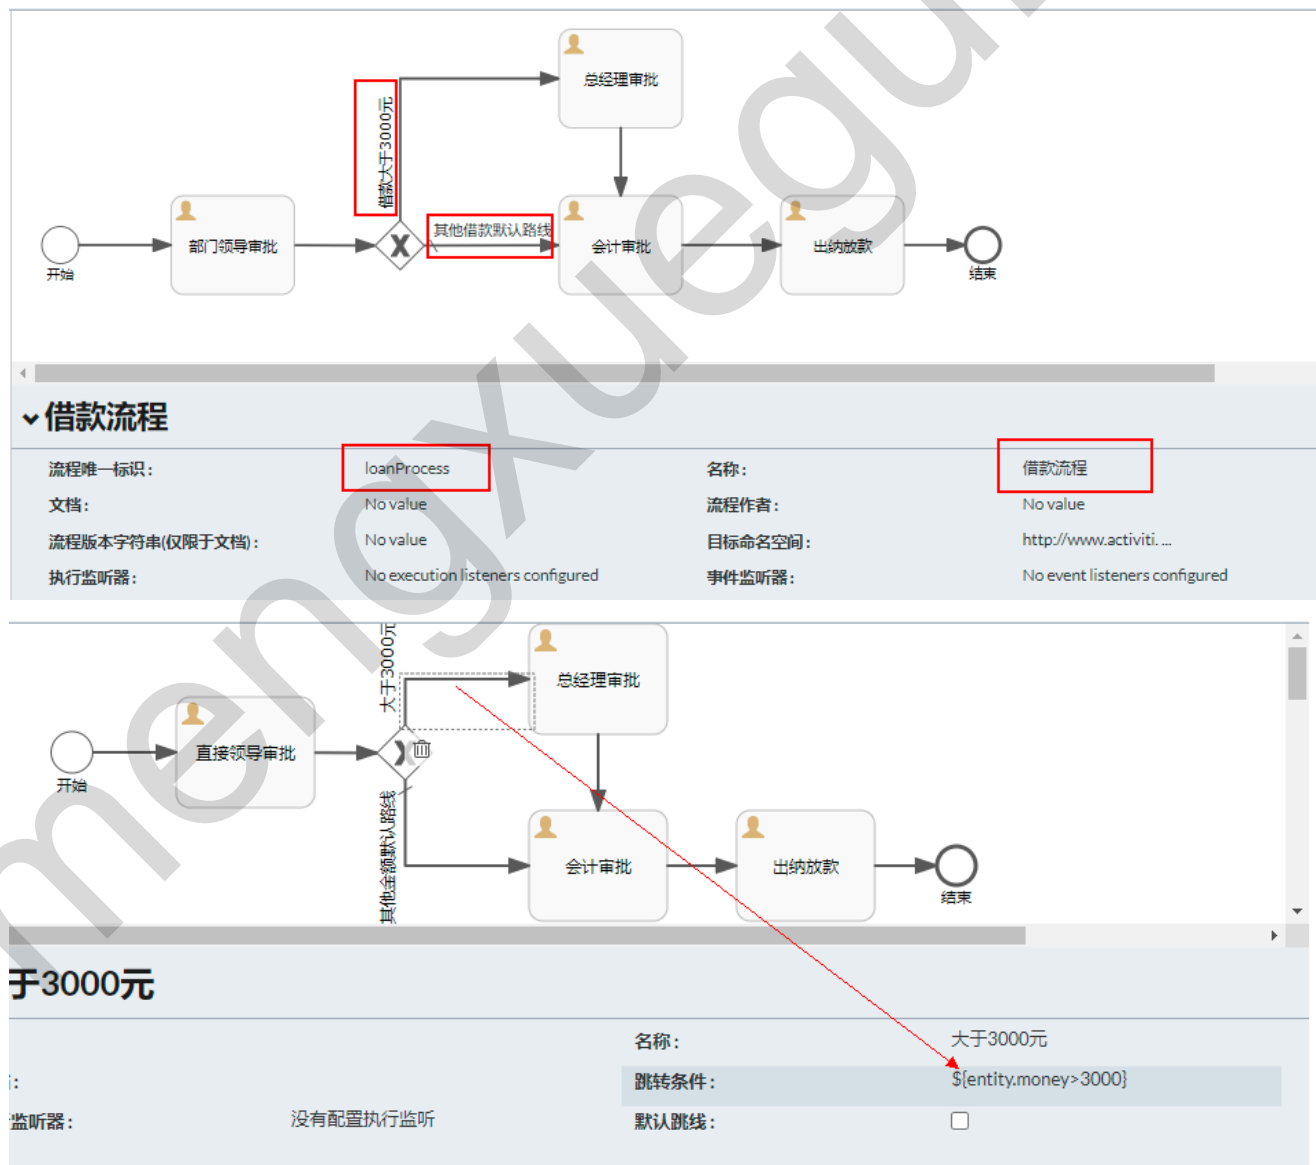 总经理审批
借款大于3000元
其他借款默认路线
部门领导审批
会计审批
出纳放款
开始
结束
借款流程
流程唯一标识：
loanProcess
名称：
借款流程
文档：
No value
流程作者：
No value
流程版本字符串(仅限于文档)：
No value
目标命名空间：
http://www.activiti. ...
执行监听器：
No execution listeners configured
事件监听器：
No event listeners configured
大于3000元
总经理审批
直接领导审批
开始
其他金额默认路线
会计审批
出纳放款
结束
于3000元
名称：
大于3000元
跳转条件：
${entity.money>3000}
监听器：
没有配置执行监听
默认跳线：
mengxuegu